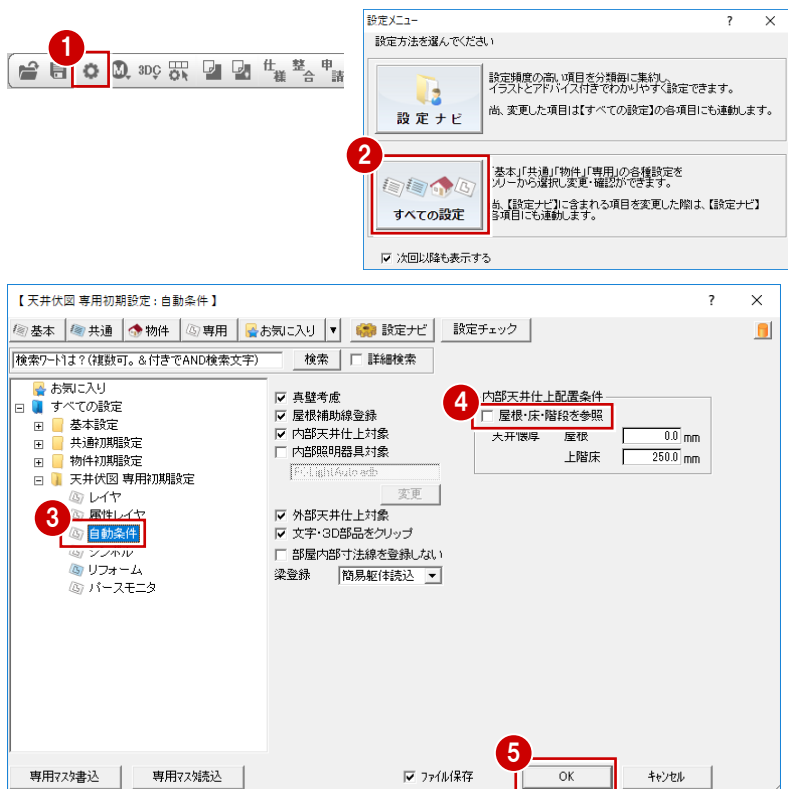 1
3DC
仕様
整合
申請
設定メニュー
? ×
設定方法を選んでください
設定ナビ
設定頻度の高い項目を分類毎に集約し、
イラストとアドバイス付きでわかりやすく設定できます。
尚、変更した項目は【すべての設定】の各項目にも連動します。
2
すべての設定
「基本」「共通」「物件」「専用」の各種設定を
ツリーから選択し変更・確認ができます。
尚、【設定ナビ】に含まれる項目を変更した際は、【設定ナビ】
各項目にも連動します。
次回以降も表示する
【 天井伏図 専用初期設定 : 自動条件 】
? ×
基本 共通 物件 専用 お気に入り ▼ 設定ナビ 設定チェック
検索ワードは？(複数可。＆付きでAND検索文字) 検索 詳細検索
お気に入り
すべての設定
基本設定
共通初期設定
物件初期設定
天井伏図 専用初期設定
レイヤ
属性レイヤ
3
自動条件
シンボル
リフォーム
パースモニタ
真壁考慮
屋根補助線登録
内部天井仕上対象
内部照明器具対象
変更
外部天井仕上対象
文字・3D部品をクリップ
部屋内部寸法線を登録しない
梁登録 簡易躯体読込
4
内部天井仕上配置条件
屋根・床・階段を参照
天井懐厚 屋根 0.0 mm
上階床 250.0 mm
5
専用マスタ書込 専用マスタ読込 ファイル保存 OK キャンセル